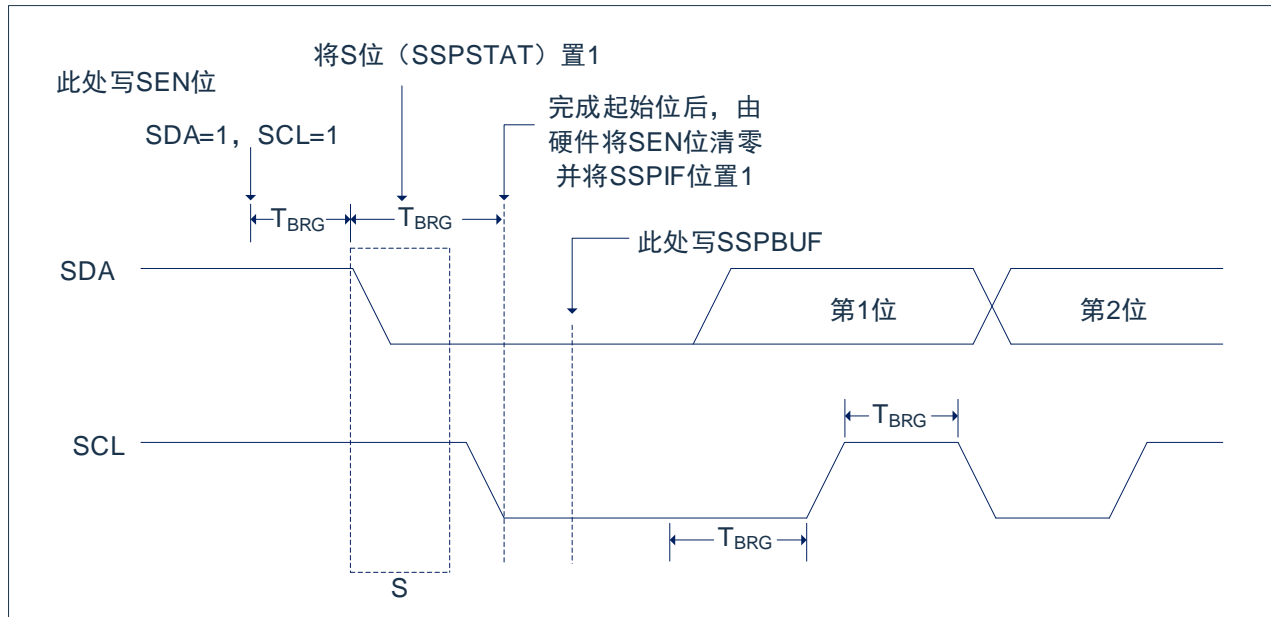 将S位（SSPSTAT）置1
此处写SEN位
完成起始位后，由
硬件将SEN位清零
并将SSPIF位置1
SDA=1，SCL=1
TBRG
TBRG
此处写SSPBUF
SDA
第1位
第2位
TBRG
SCL
TBRG
S